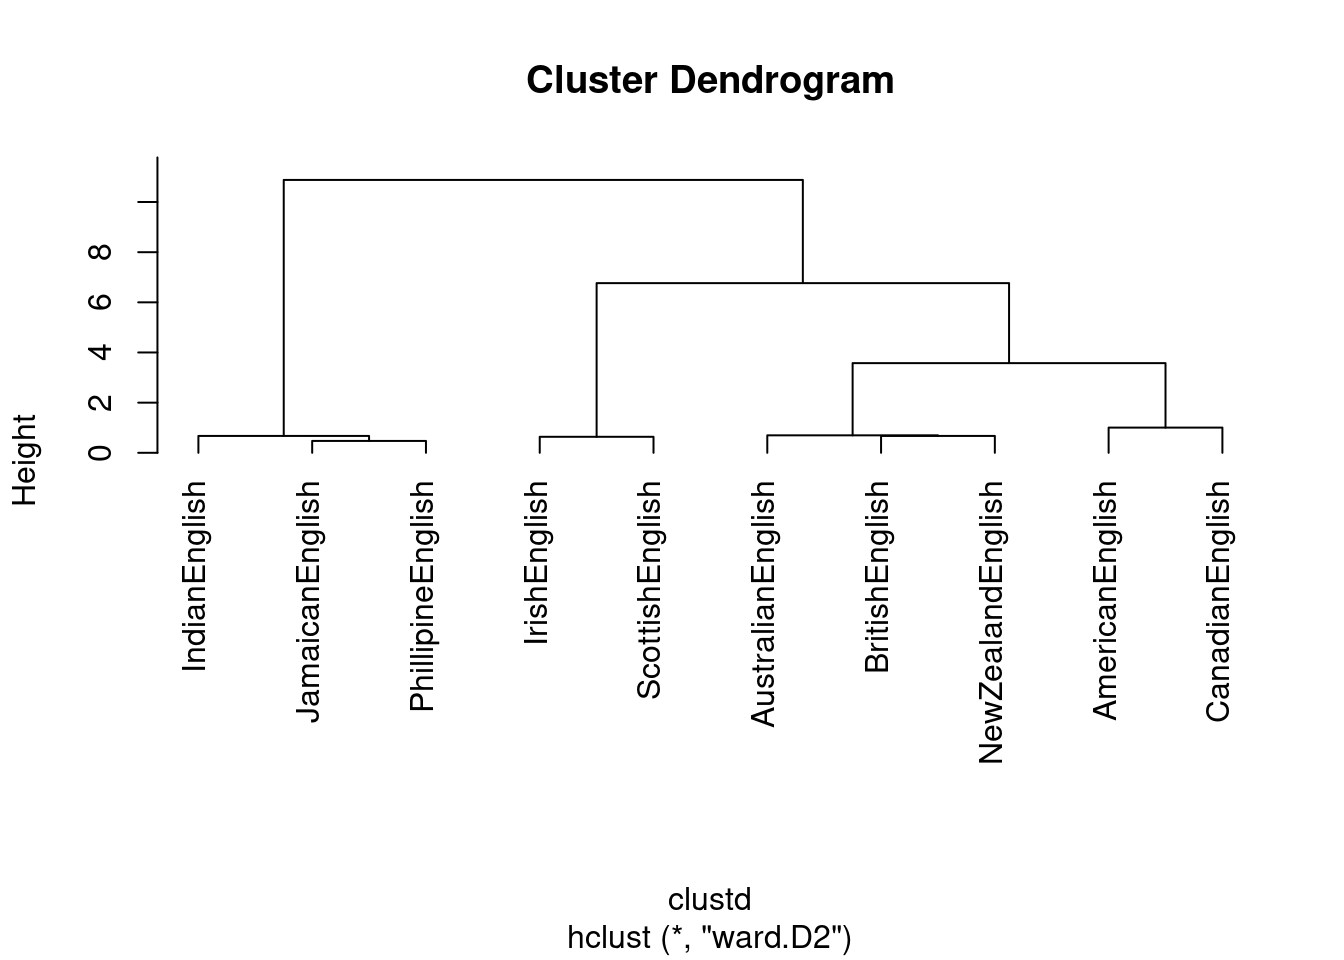 Cluster Dendrogram
Height
8
6
4
2
0
IndianEnglish
JamaicanEnglish
PhillipineEnglish
IrishEnglish
ScottishEnglish
AustralianEnglish
BritishEnglish
NewZealandEnglish
AmericanEnglish
CanadianEnglish
clustd
hclust (*, "ward.D2")